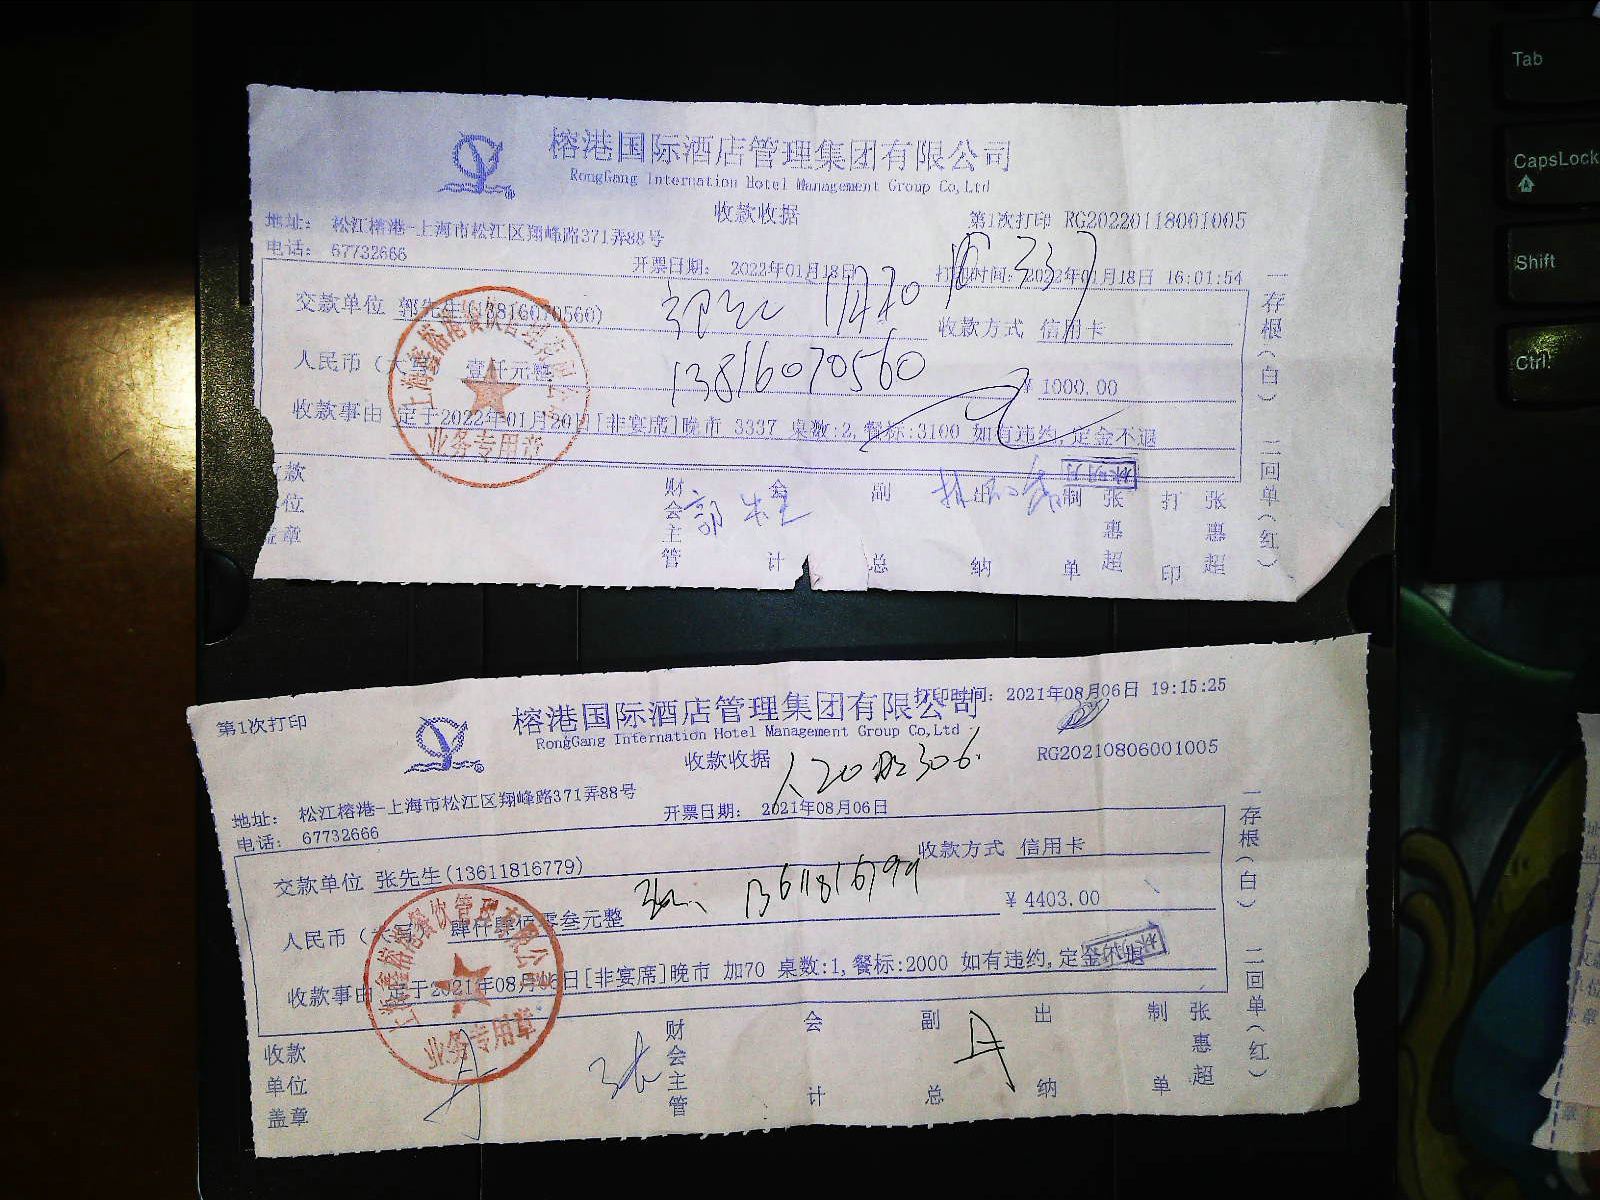 榕港国际酒店管理集团有限公司
RongGang Internation Hotel Management Group Co,Ltd
收款收据
第1次打印 RG20220118001005
地址： 松江榕港-上海市松江区翔峰路371弄88号
电话： 67732666
开票日期： 2022年01月18日 打印时间：2022年01月18日 16:01:54
交款单位 郭先生(13816070560)
收款方式 信用卡
人民币（大写） 壹仟元整
13816070560
￥ 1000.00
收款事由 定于2022年01月20日[非宴席]晚市 3337 桌数:2,餐标:3100 如有违约,定金不退
业务专用章
收款单位盖章
财会主管
会计
副总
出纳
制单 张惠超
打印 张惠超
一存根(白) 二回单(红)
第1次打印
榕港国际酒店管理集团有限公司
打印时间：2021年08月06日 19:15:25
RongGang Internation Hotel Management Group Co,Ltd
收款收据
RG20210806001005
地址： 松江榕港-上海市松江区翔峰路371弄88号
电话： 67732666
开票日期： 2021年08月06日
交款单位 张先生(13611816779)
收款方式 信用卡
人民币（大写） 肆仟肆佰零叁元整
￥ 4403.00
收款事由 定于2021年08月06日[非宴席]晚市 加70 桌数:1,餐标:2000 如有违约,定金不退
业务专用章
收款单位盖章
财会主管
会计
副总
出纳
制单 张惠超
一存根(白) 二回单(红)
Tab
CapsLock
Shift
Ctrl